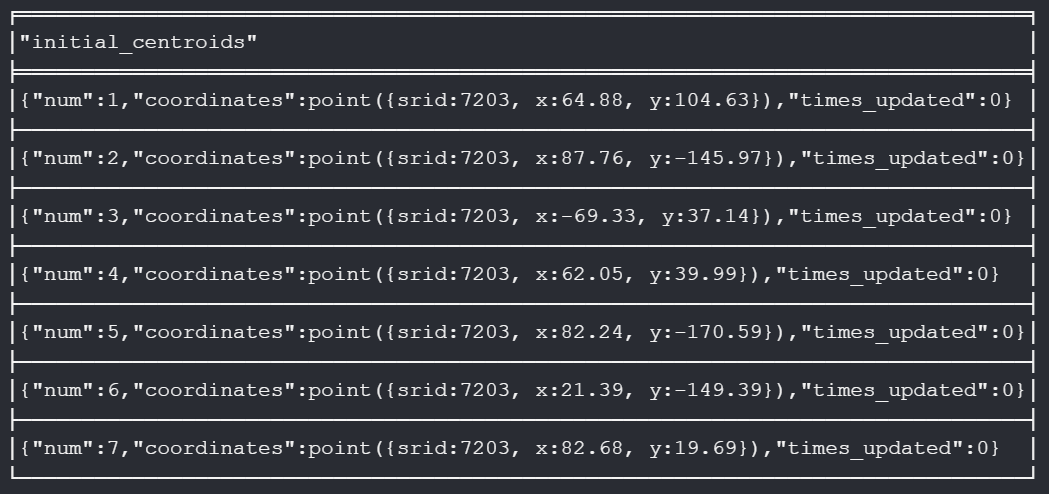 "initial_centroids"
{"num":1,"coordinates":point({srid:7203, x:64.88, y:104.63}),"times_updated":0}
{"num":2,"coordinates":point({srid:7203, x:87.76, y:-145.97}),"times_updated":0}
{"num":3,"coordinates":point({srid:7203, x:-69.33, y:37.14}),"times_updated":0}
{"num":4,"coordinates":point({srid:7203, x:62.05, y:39.99}),"times_updated":0}
{"num":5,"coordinates":point({srid:7203, x:82.24, y:-170.59}),"times_updated":0}
{"num":6,"coordinates":point({srid:7203, x:21.39, y:-149.39}),"times_updated":0}
{"num":7,"coordinates":point({srid:7203, x:82.68, y:19.69}),"times_updated":0}